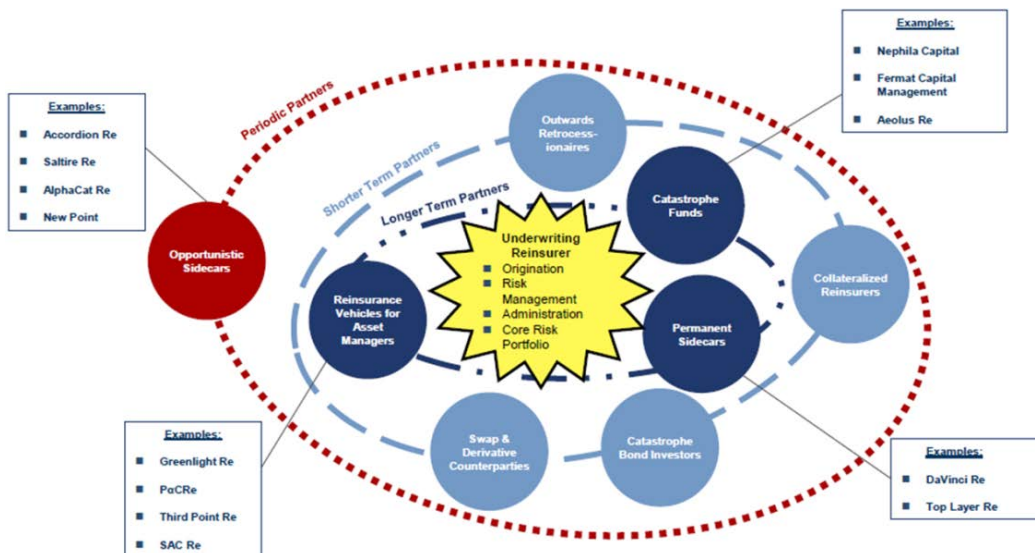 Examples:
Nephila Capital
Fermat Capital
Management
Aeolus Re
Examples:
Accordion Re
Saltire Re
AlphaCat Re
New Point
Periodic Partners
Shorter Term Partners
Longer Term Partners
Outwards
Retrocess-
ionaires
Catastrophe
Funds
Opportunistic
Sidecars
Underwriting
Reinsurer
Origination
Risk
Management
Administration
Core Risk
Portfolio
Collateralized
Reinsurers
Reinsurance
Vehicles for
Asset
Managers
Permanent
Sidecars
Swap &
Derivative
Counterparties
Catastrophe
Bond Investors
Examples:
Greenlight Re
PαCRe
Third Point Re
SAC Re
Examples:
DaVinci Re
Top Layer Re